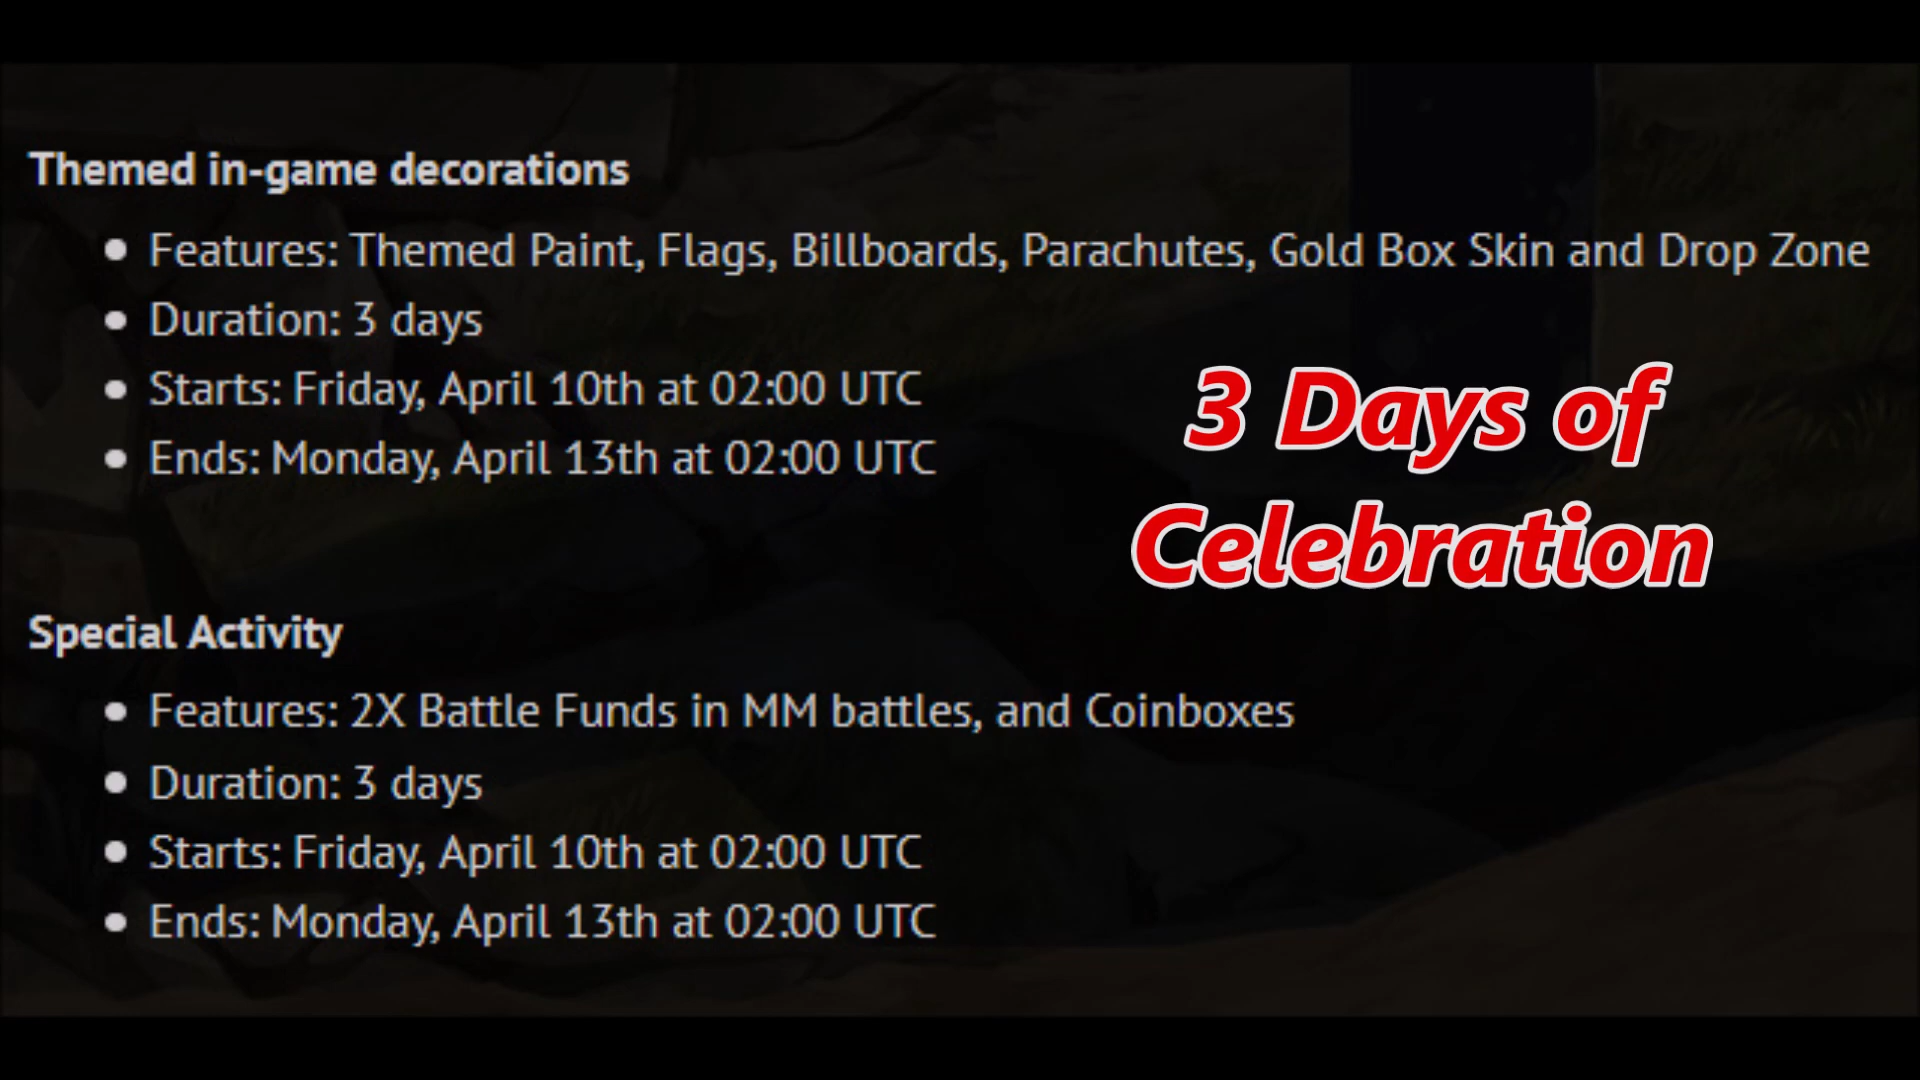 Themed in-game decorations
• Features: Themed Paint, Flags, Billboards, Parachutes, Gold Box Skin and Drop Zone
• Duration: 3 days
• Starts: Friday, April 10th at 02:00 UTC
• Ends: Monday, April 13th at 02:00 UTC
3 Days of
Celebration
Special Activity
• Features: 2X Battle Funds in MM battles, and Coinboxes
• Duration: 3 days
• Starts: Friday, April 10th at 02:00 UTC
• Ends: Monday, April 13th at 02:00 UTC